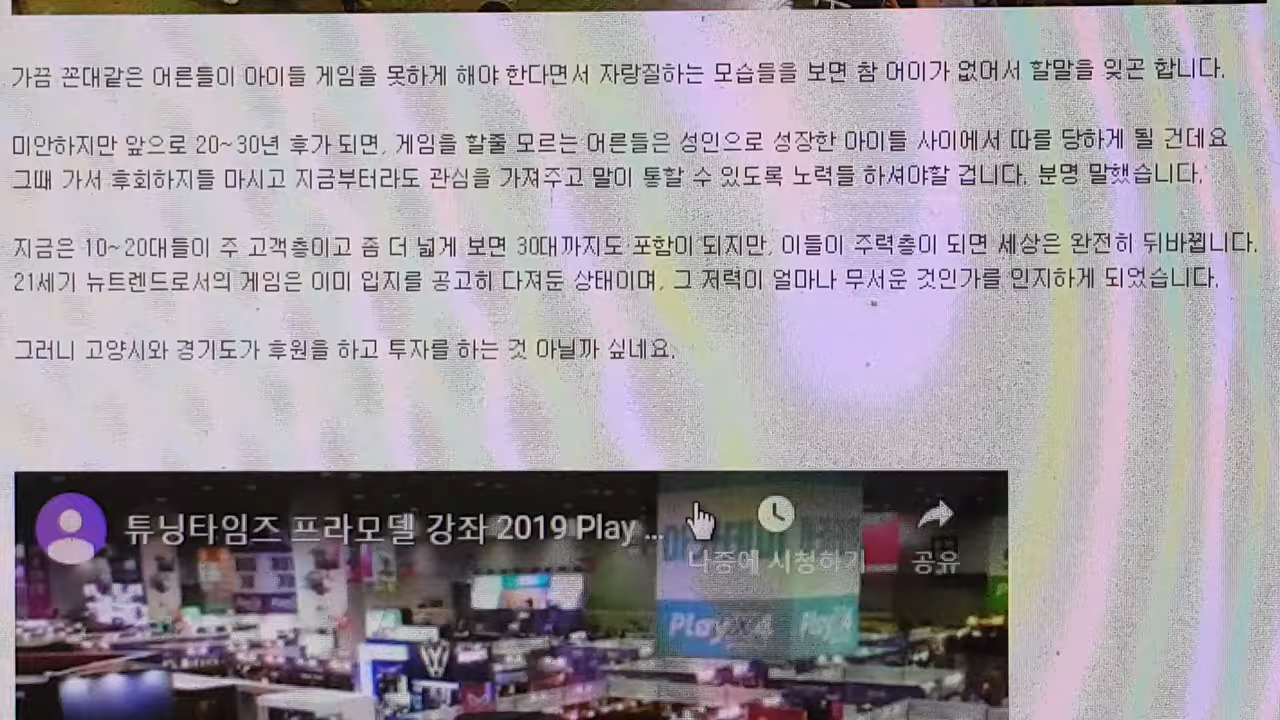 가끔 꼰대같은 어른들이 아이들 게임을 못하게 해야 한다면서 자랑질하는 모습들을 보면 참 어이가 없어서 할말을 잊곤 합니다.
미안하지만 앞으로 20~30년 후가 되면, 게임을 할줄 모르는 어른들은 성인으로 성장한 아이들 사이에서 따를 당하게 될 건데요
그때 가서 후회하지들 마시고 지금부터라도 관심을 가져주고 말이 통할 수 있도록 노력들 하셔야할 겁니다. 분명 말했습니다.
지금은 10~20대들이 주 고객층이고 좀 더 넓게 보면 30대까지도 포함이 되지만, 이들이 주력층이 되면 세상은 완전히 뒤바뀝니다.
21세기 뉴트렌드로서의 게임은 이미 입지를 공고히 다져둔 상태이며, 그 저력이 얼마나 무서운 것인가를 인지하게 되었습니다.
그러니 고양시와 경기도가 후원을 하고 투자를 하는 것 아닐까 싶네요.
튜닝타임즈 프라모델 강좌 2019 Play ...
나중에 시청하기
공유
PlayX4